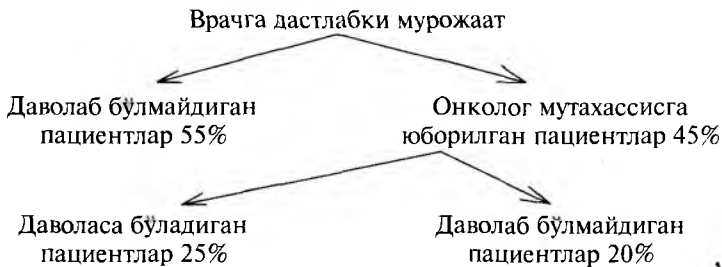 Врачга дастлабки мурожаат
Даволаб бўлмайдиган
пациентлар 55%
Онколог мутахассисга
юборилган пациентлар 45%
Даволаса бўладиган
пациентлар 25%
Даволаб бўлмайдиган
пациентлар 20%